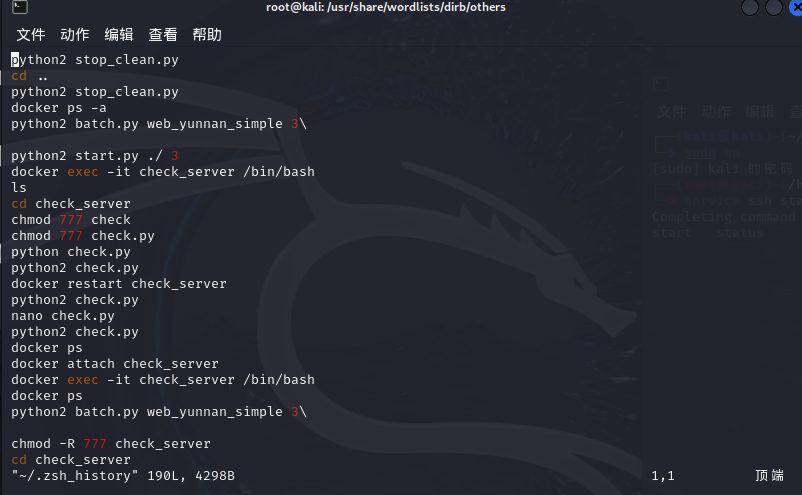 root@kali: /usr/share/wordlists/dirb/others
文件 动作 编辑 查看 帮助
python2 stop_clean.py
cd ..
python2 stop_clean.py
docker ps -a
python2 batch.py web_yunnan_simple 3\
python2 start.py ./ 3
docker exec -it check_server /bin/bash
ls
cd check_server
chmod 777 check
chmod 777 check.py
python check.py
python2 check.py
docker restart check_server
python2 check.py
nano check.py
python2 check.py
docker ps
docker attach check_server
docker exec -it check_server /bin/bash
docker ps
python2 batch.py web_yunnan_simple 3\
chmod -R 777 check_server
cd check_server
"~/.zsh_history" 190L, 4298B 1,1 顶端
文件 动作 编辑
[sudo] kali 的密码
ssh sta
Completing command
start status